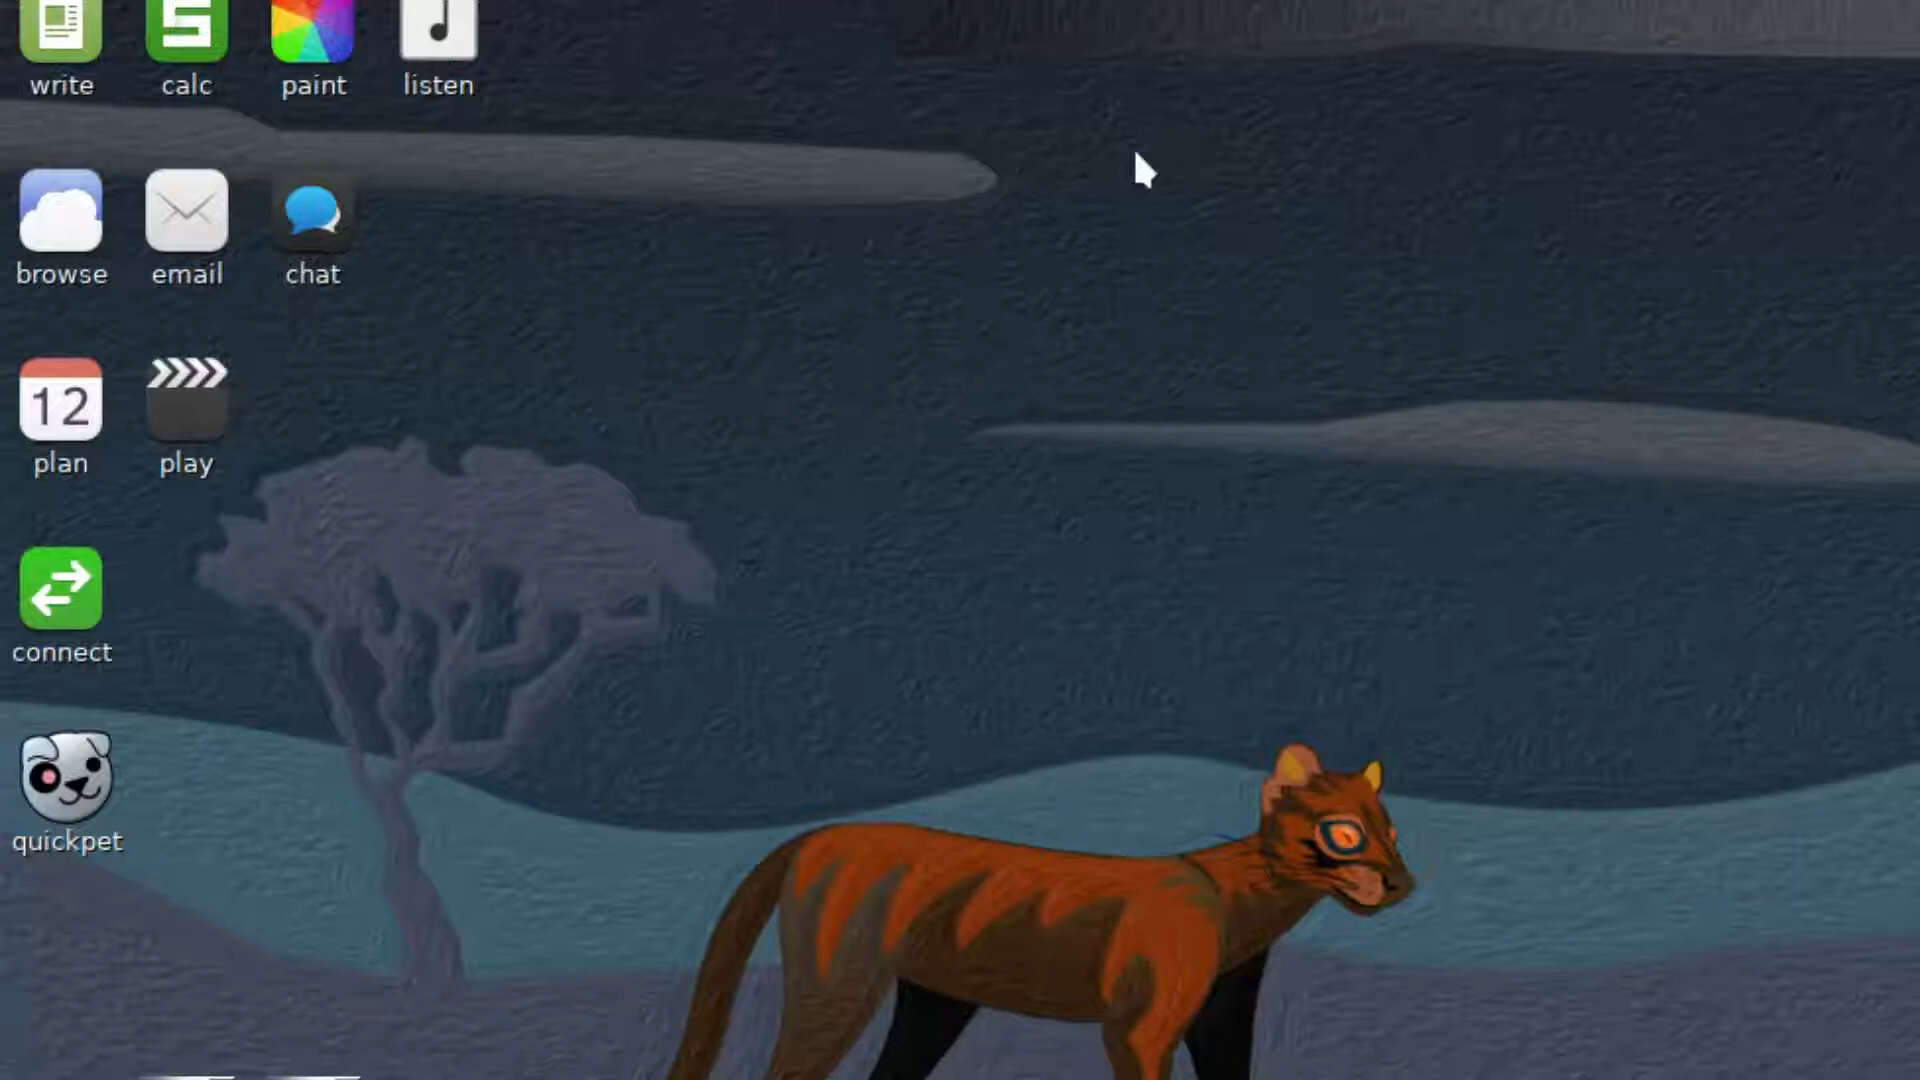 write calc paint listen
browse email chat
12
plan play
connect
quickpet